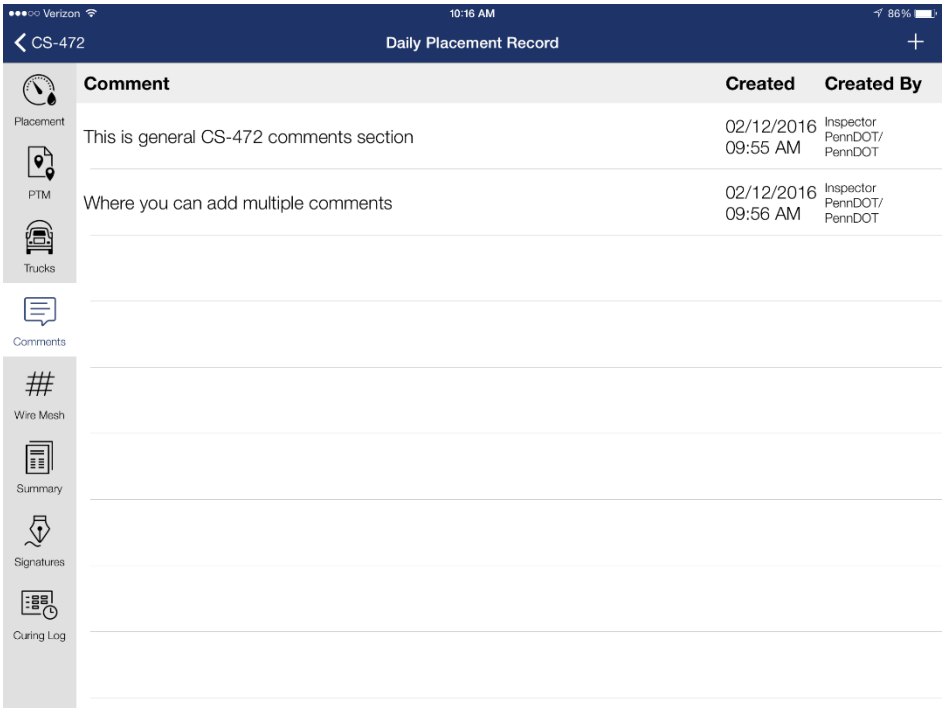 Verizon 10:16 AM 86%
CS-472 Daily Placement Record +
Comment Created Created By
Placement
This is general CS-472 comments section
02/12/2016
09:55 AM
Inspector
PennDOT/
PennDOT
PTM
Where you can add multiple comments
02/12/2016
09:56 AM
Inspector
PennDOT/
PennDOT
Trucks
Comments
Wire Mesh
Summary
Signatures
Curing Log